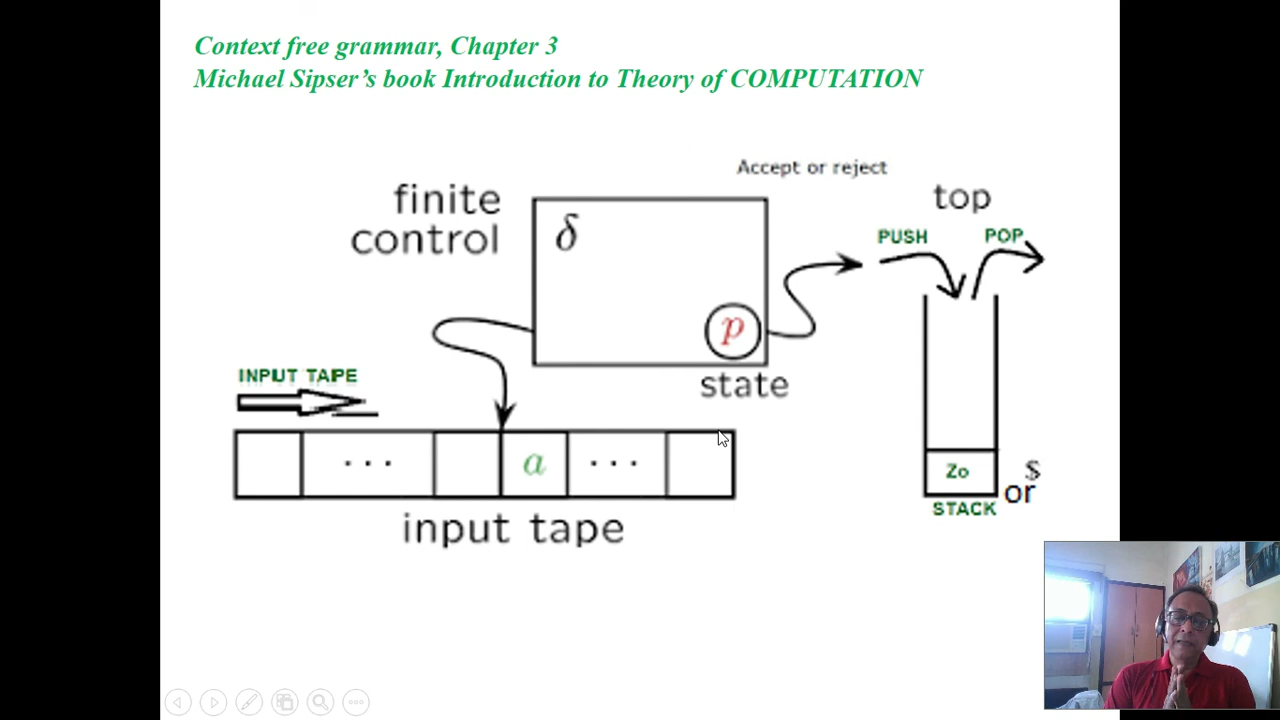 Context free grammar, Chapter 3
Michael Sipser’s book Introduction to Theory of COMPUTATION
Accept or reject
finite
control
δ
top
PUSH
POP
p
state
INPUT TAPE
... a ...
input tape
Zo
$
or
STACK